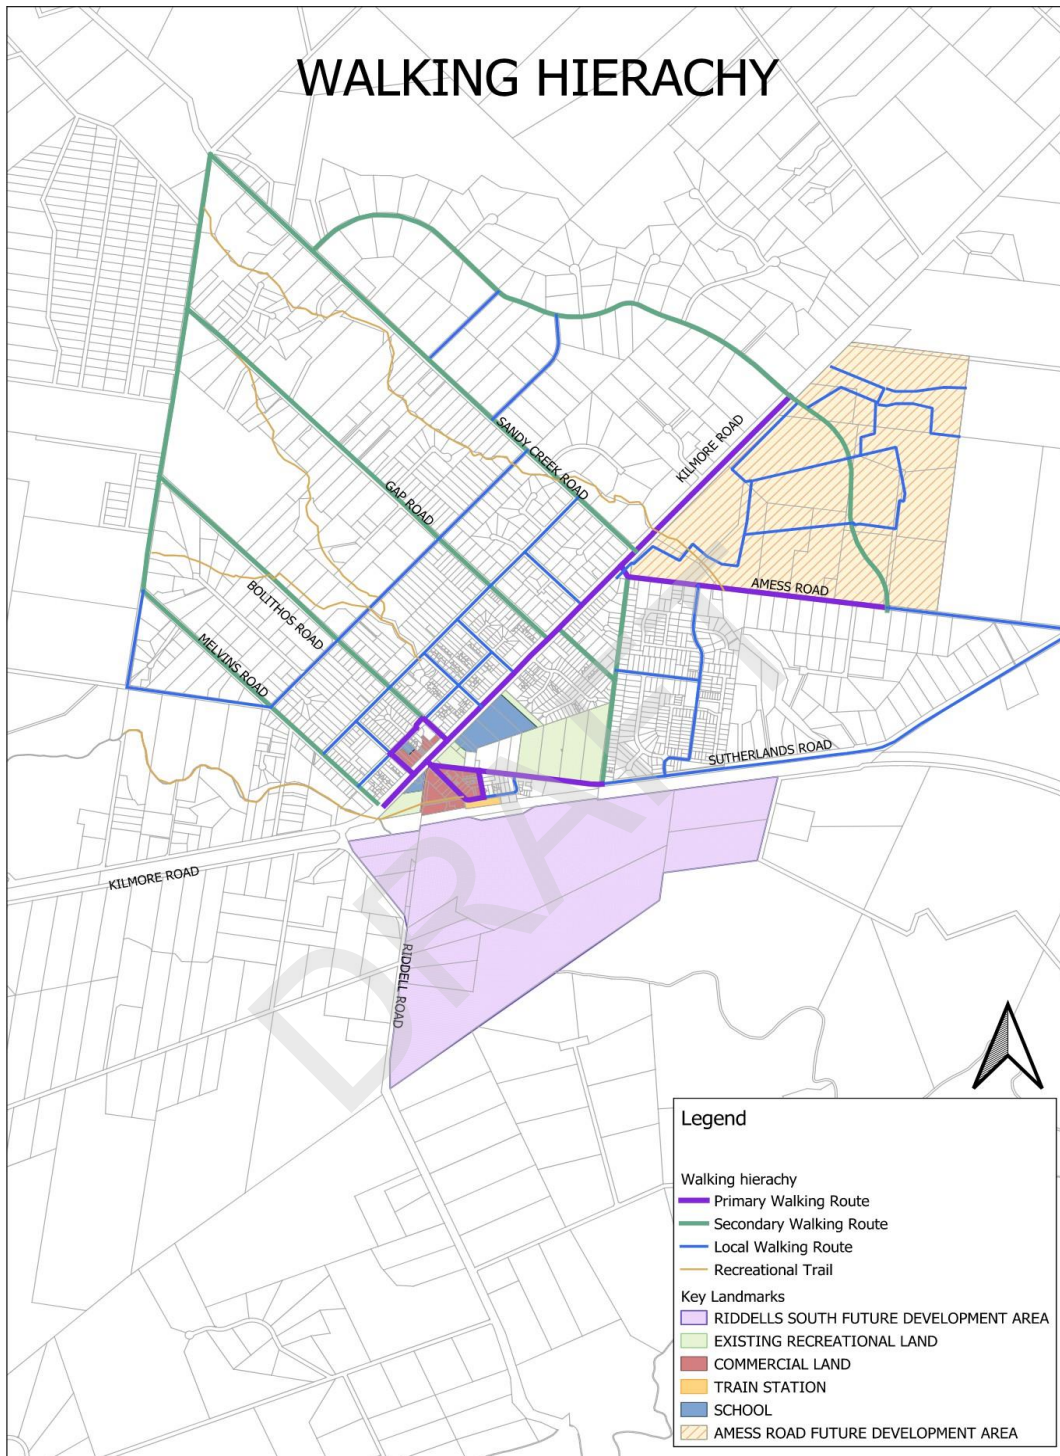 WALKING HIERACHY
SANDY CREEK ROAD
KILMORE ROAD
GAP ROAD
AMESS ROAD
BOLITHOS ROAD
MELVINS ROAD
SUTHERLANDS ROAD
KILMORE ROAD
RIDDELL ROAD
DRAFT
Legend
Walking hierachy
Primary Walking Route
Secondary Walking Route
Local Walking Route
Recreational Trail
Key Landmarks
RIDDELLS SOUTH FUTURE DEVELOPMENT AREA
EXISTING RECREATIONAL LAND
COMMERCIAL LAND
TRAIN STATION
SCHOOL
AMESS ROAD FUTURE DEVELOPMENT AREA